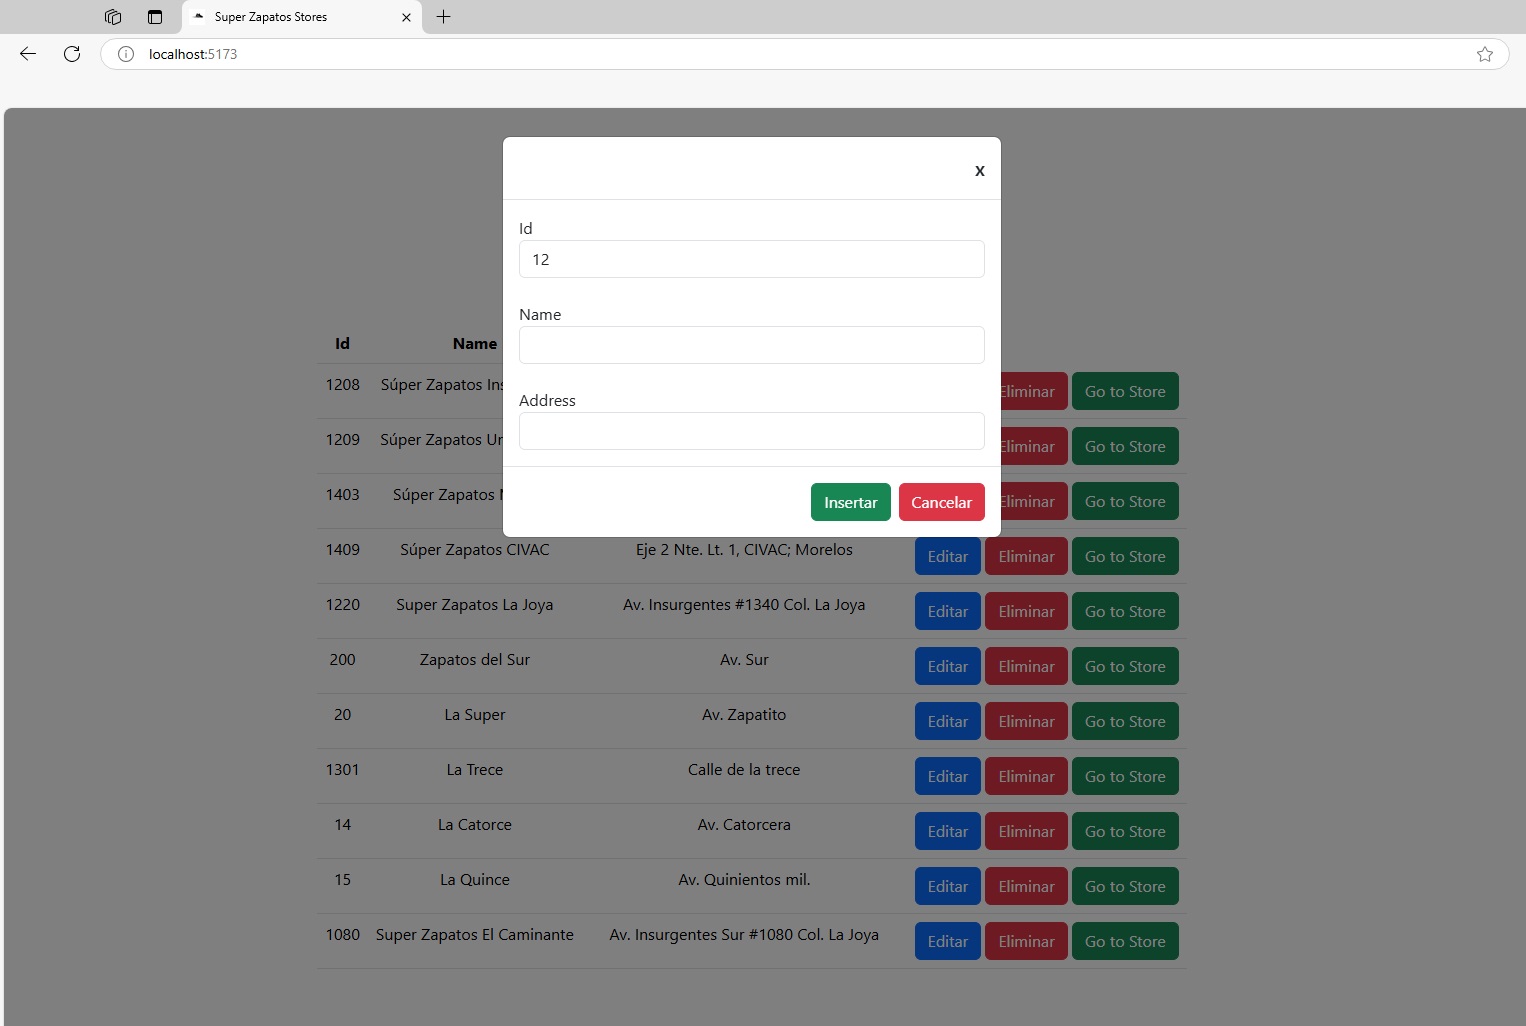 Super Zapatos Stores
localhost:5173
X
Id
12
Name
Address
Insertar Cancelar
Id Name
1208 Súper Zapatos Eliminar Go to Store
1209 Súper Zapatos Eliminar Go to Store
1403 Súper Zapatos Eliminar Go to Store
1409 Súper Zapatos CIVAC Eje 2 Nte. Lt. 1, CIVAC; Morelos Editar Eliminar Go to Store
1220 Super Zapatos La Joya Av. Insurgentes #1340 Col. La Joya Editar Eliminar Go to Store
200 Zapatos del Sur Av. Sur Editar Eliminar Go to Store
20 La Super Av. Zapatito Editar Eliminar Go to Store
1301 La Trece Calle de la trece Editar Eliminar Go to Store
14 La Catorce Av. Catorcera Editar Eliminar Go to Store
15 La Quince Av. Quinientos mil. Editar Eliminar Go to Store
1080 Super Zapatos El Caminante Av. Insurgentes Sur #1080 Col. La Joya Editar Eliminar Go to Store